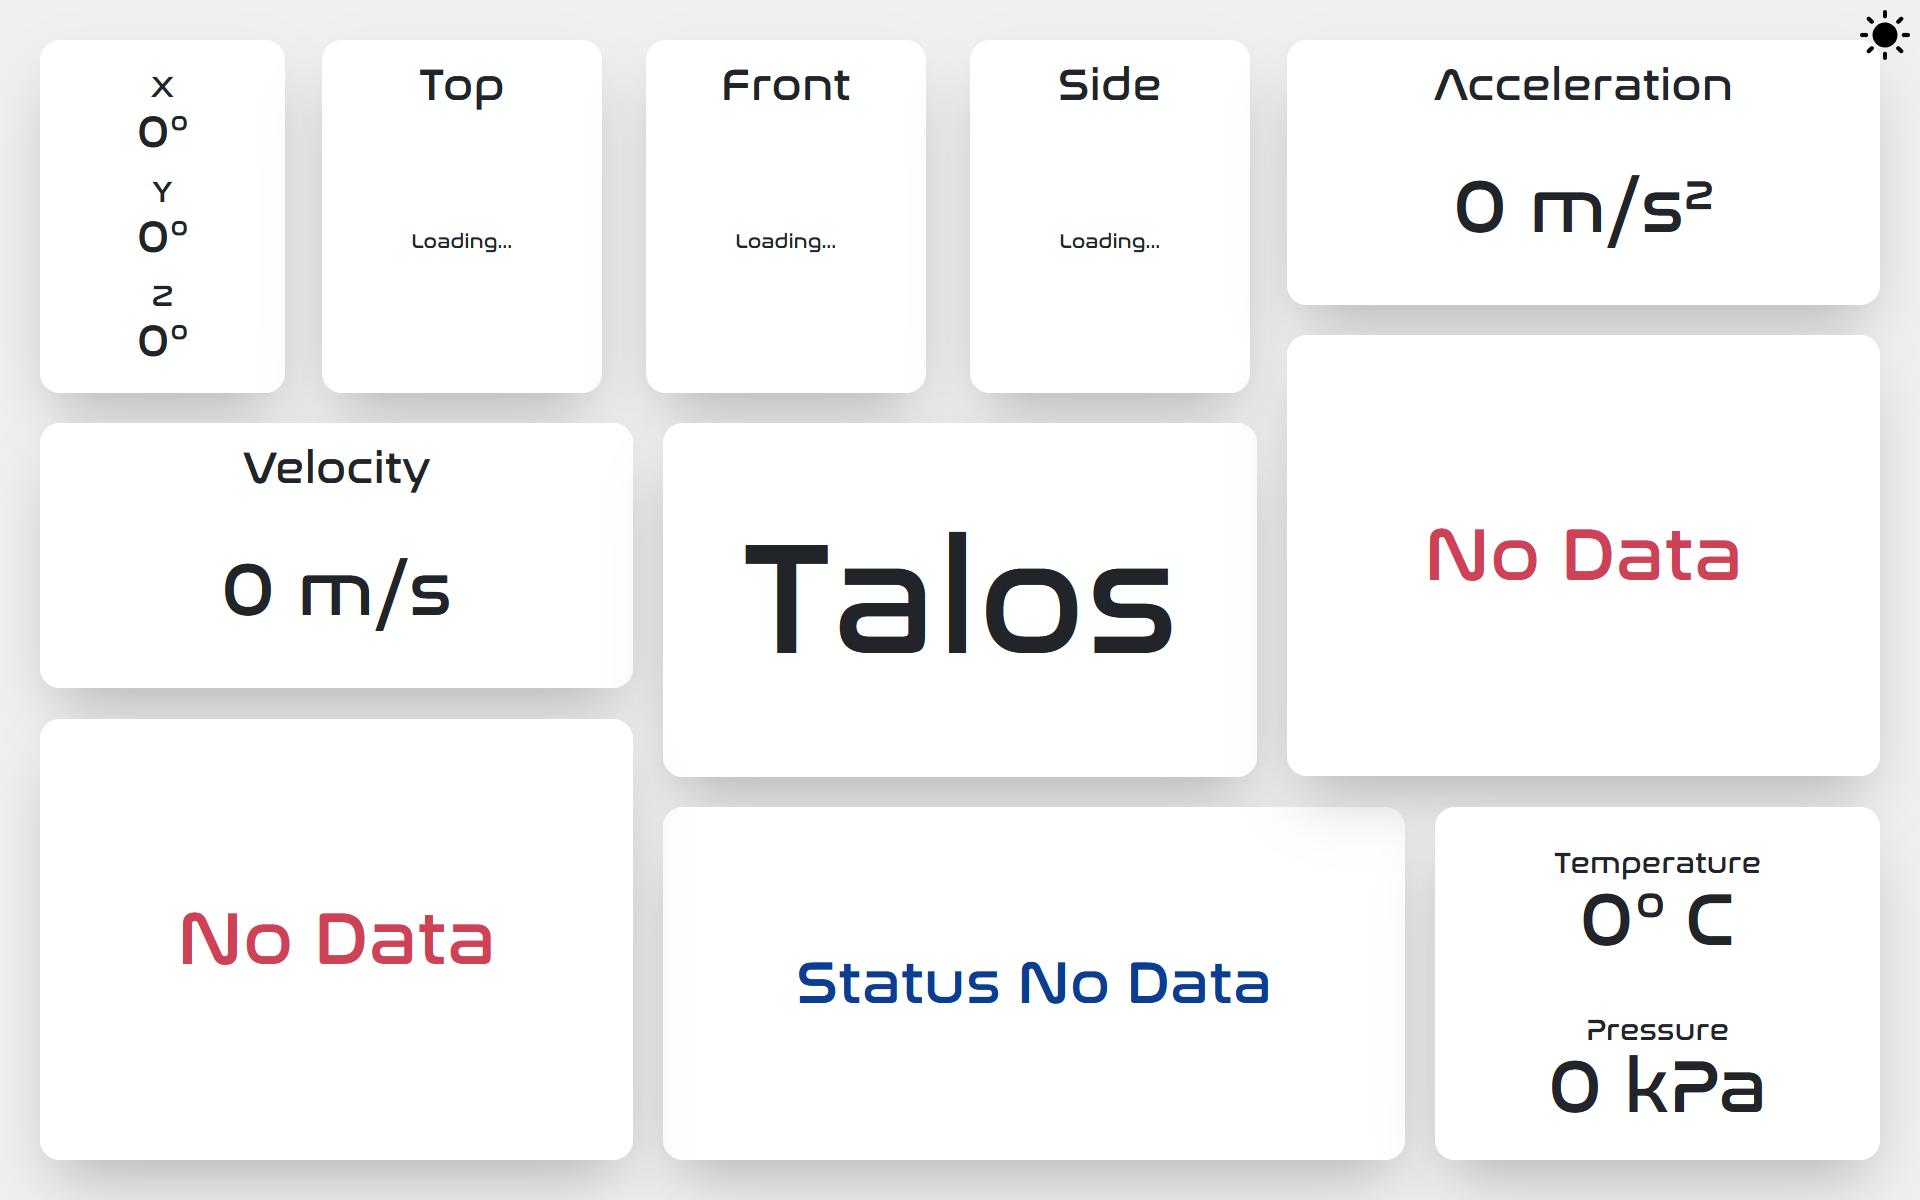 X
0°
Y
0°
Z
0°
Top
Loading...
Front
Loading...
Side
Loading...
Acceleration
0 m/s²
Velocity
0 m/s
Talos
No Data
No Data
Status No Data
Temperature
0° C
Pressure
0 kPa